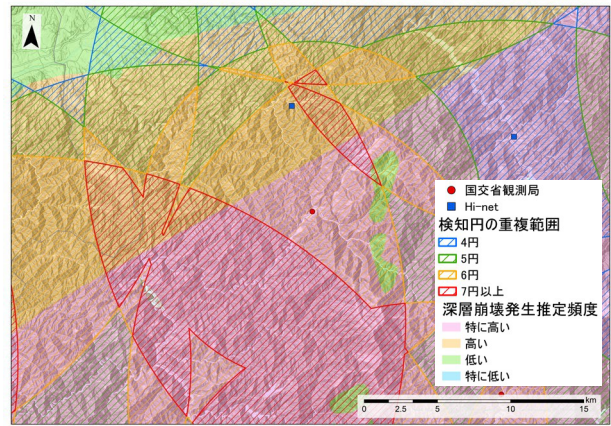 N
国交省観測局
Hi-net
検知円の重複範囲
4円
5円
6円
7円以上
深層崩壊発生推定頻度
特に高い
高い
低い
特に低い
km
0 2.5 5 10 15